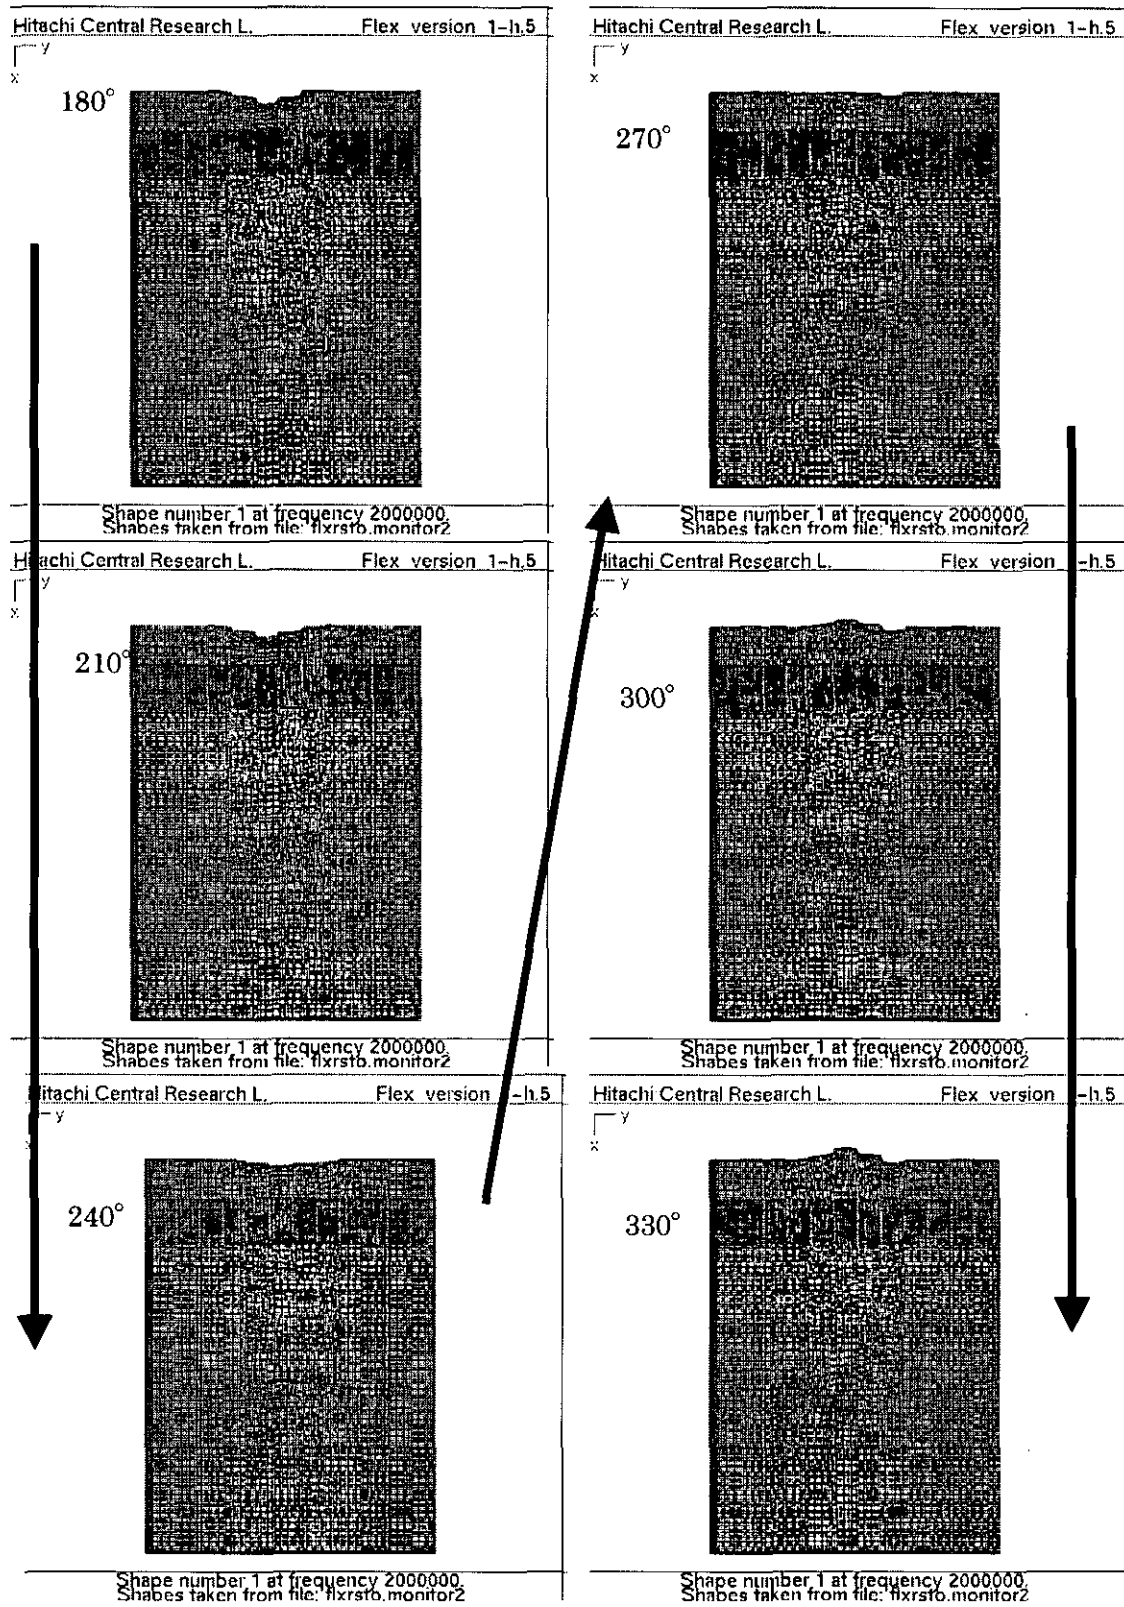 Hitachi Central Research L. Flex version 1-h.5
y
x
180°
Shape number 1 at frequency 2000000.
Shapes taken from file: flxrsto.monitor2
Hitachi Central Research L. Flex version 1-h.5
y
x
210°
Shape number 1 at frequency 2000000.
Shapes taken from file: flxrsto.monitor2
Hitachi Central Research L. Flex version -h.5
y
x
240°
Shape number 1 at frequency 2000000.
Shapes taken from file: flxrsto.monitor2
Hitachi Central Research L. Flex version 1-h.5
y
x
270°
Shape number 1 at frequency 2000000.
Shapes taken from file: flxrsto.monitor2
Hitachi Central Research L. Flex version -h.5
y
x
300°
Shape number 1 at frequency 2000000.
Shapes taken from file: flxrsto.monitor2
Hitachi Central Research L. Flex version -h.5
y
x
330°
Shape number 1 at frequency 2000000.
Shapes taken from file: flxrsto.monitor2